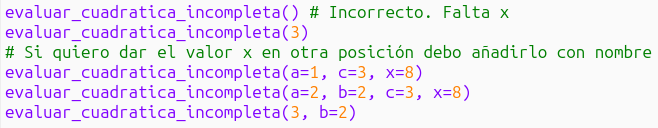 evaluar_cuadratica_incompleta() # Incorrecto. Falta x
evaluar_cuadratica_incompleta(3)
# Si quiero dar el valor x en otra posición debo añadirlo con nombre
evaluar_cuadratica_incompleta(a=1, c=3, x=8)
evaluar_cuadratica_incompleta(a=2, b=2, c=3, x=8)
evaluar_cuadratica_incompleta(3, b=2)